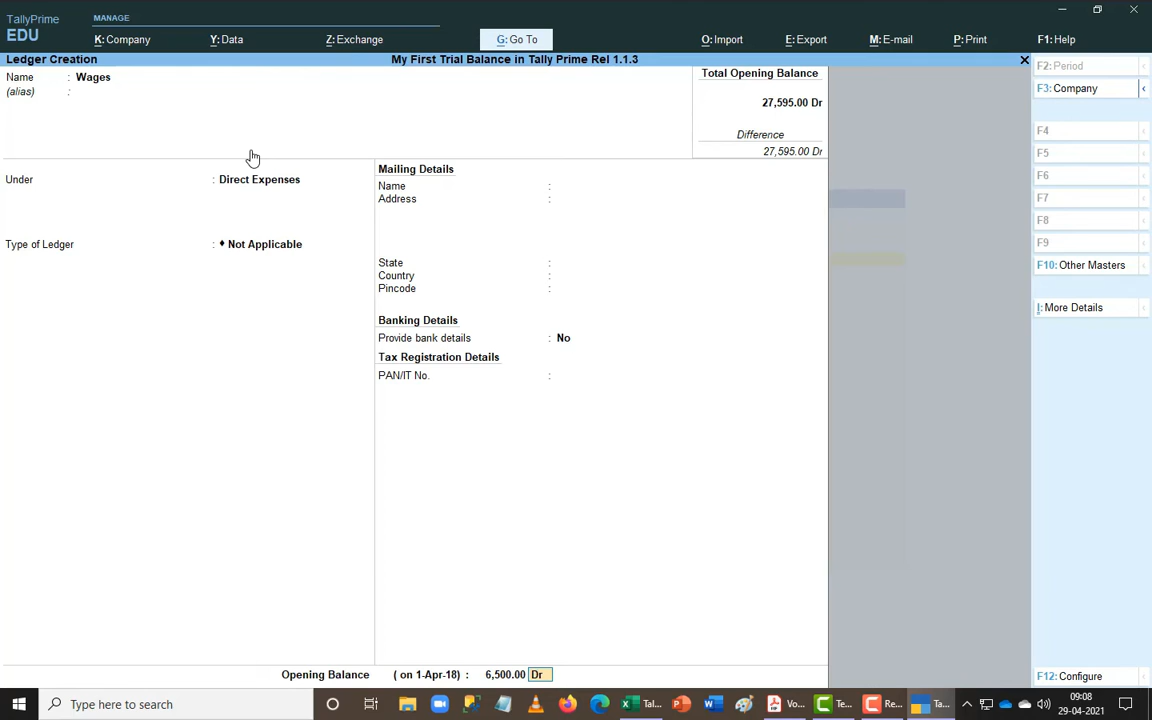 TallyPrime
EDU
MANAGE
K: Company
Y: Data
Z: Exchange
G: Go To
O: Import
E: Export
M: E-mail
P: Print
F1: Help
Ledger Creation
My First Trial Balance in Tally Prime Rel 1.1.3
Name : Wages
(alias) :
Total Opening Balance
27,595.00 Dr
Difference
27,595.00 Dr
Under : Direct Expenses
Type of Ledger : ♦ Not Applicable
Mailing Details
Name :
Address :
State :
Country :
Pincode :
Banking Details
Provide bank details : No
Tax Registration Details
PAN/IT No. :
Opening Balance ( on 1-Apr-18) : 6,500.00 Dr
F2: Period
F3: Company
F4
F5
F6
F7
F8
F9
F10: Other Masters
I: More Details
F12: Configure
Type here to search
Tal...
Vo...
Te...
Re...
Ta...
09:08
29-04-2021